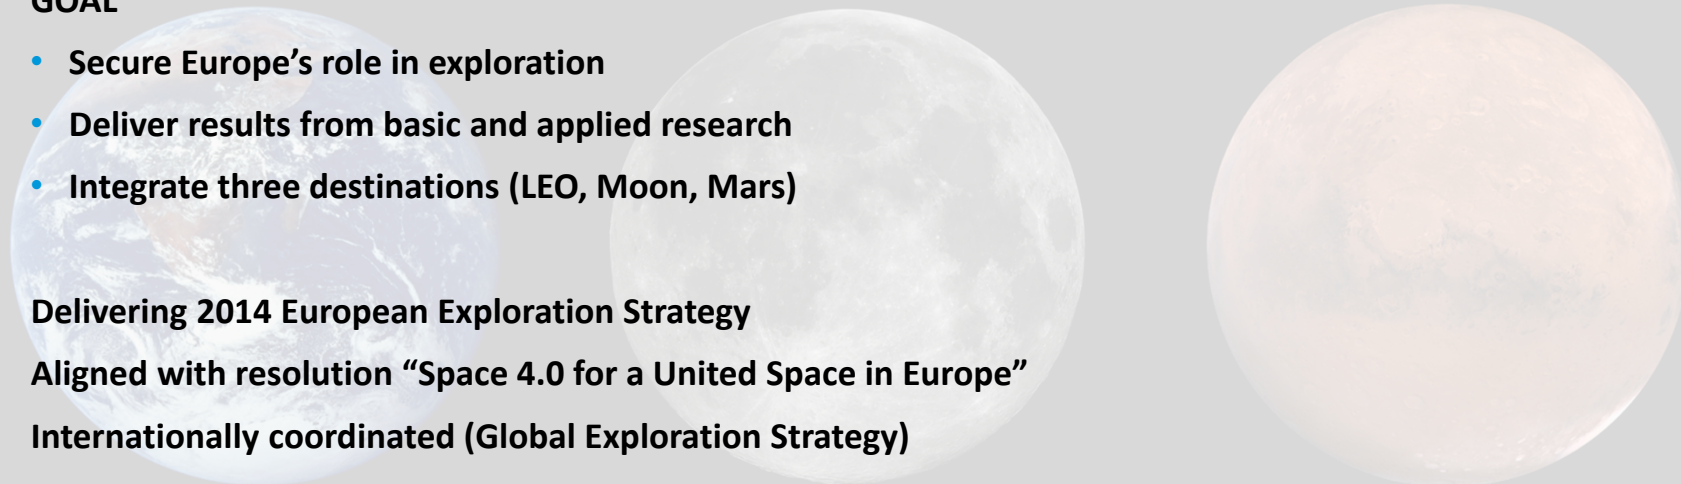 GOAL
• Secure Europe’s role in exploration
• Deliver results from basic and applied research
• Integrate three destinations (LEO, Moon, Mars)
Delivering 2014 European Exploration Strategy
Aligned with resolution “Space 4.0 for a United Space in Europe”
Internationally coordinated (Global Exploration Strategy)